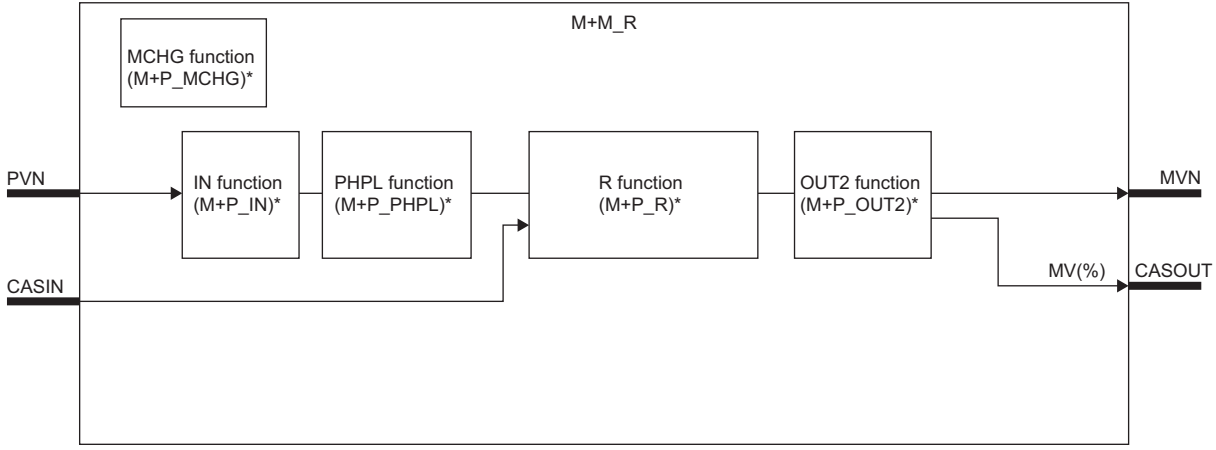 M+M_R
MCHG function
(M+P_MCHG)*
PVN
IN function
(M+P_IN)*
PHPL function
(M+P_PHPL)*
R function
(M+P_R)*
OUT2 function
(M+P_OUT2)*
MVN
CASIN
MV(%)
CASOUT